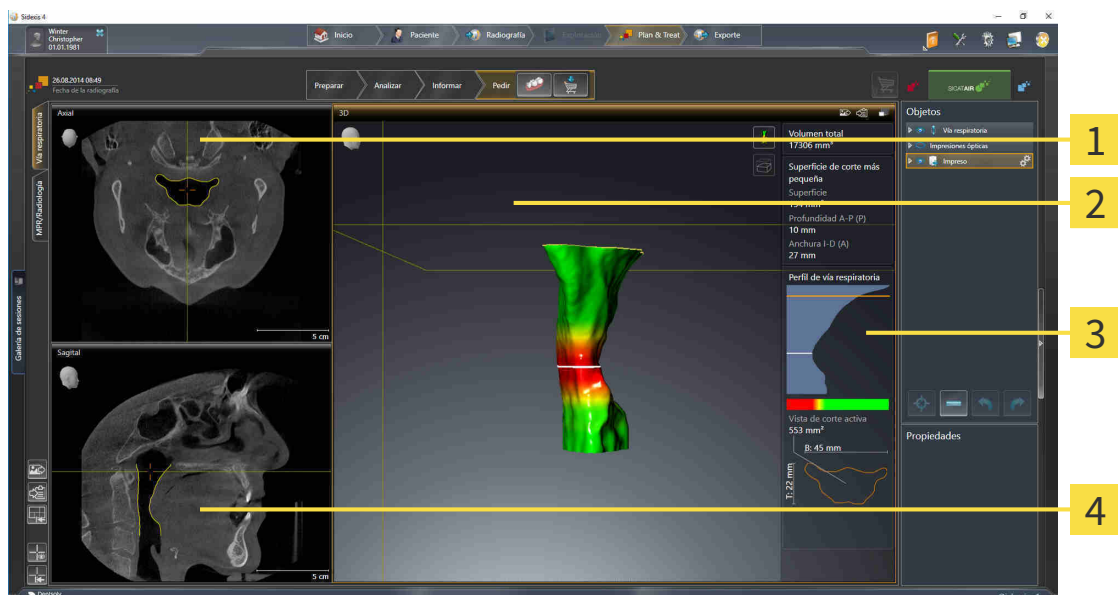 Sidexis 4
Winter
Christopher
01.01.1981
Inicio
Paciente
Radiografía
Explotación
Plan & Treat
Exporte
26.08.2014 08:49
Fecha de la radiografía
Preparar
Analizar
Informar
Pedir
SICAT AIR
Vía respiratoria
MPR/Radiología
Galería de sesiones
Axial
5 cm
Sagital
5 cm
3D
Volumen total
17306 mm³
Superficie de corte más
pequeña
Superficie
Profundidad A-P (P)
10 mm
Anchura I-D (A)
27 mm
Perfil de vía respiratoria
Vista de corte activa
553 mm²
B: 45 mm
T: 22 mm
Objetos
Vía respiratoria
Impresiones ópticas
Impreso
Propiedades
1
2
3
4